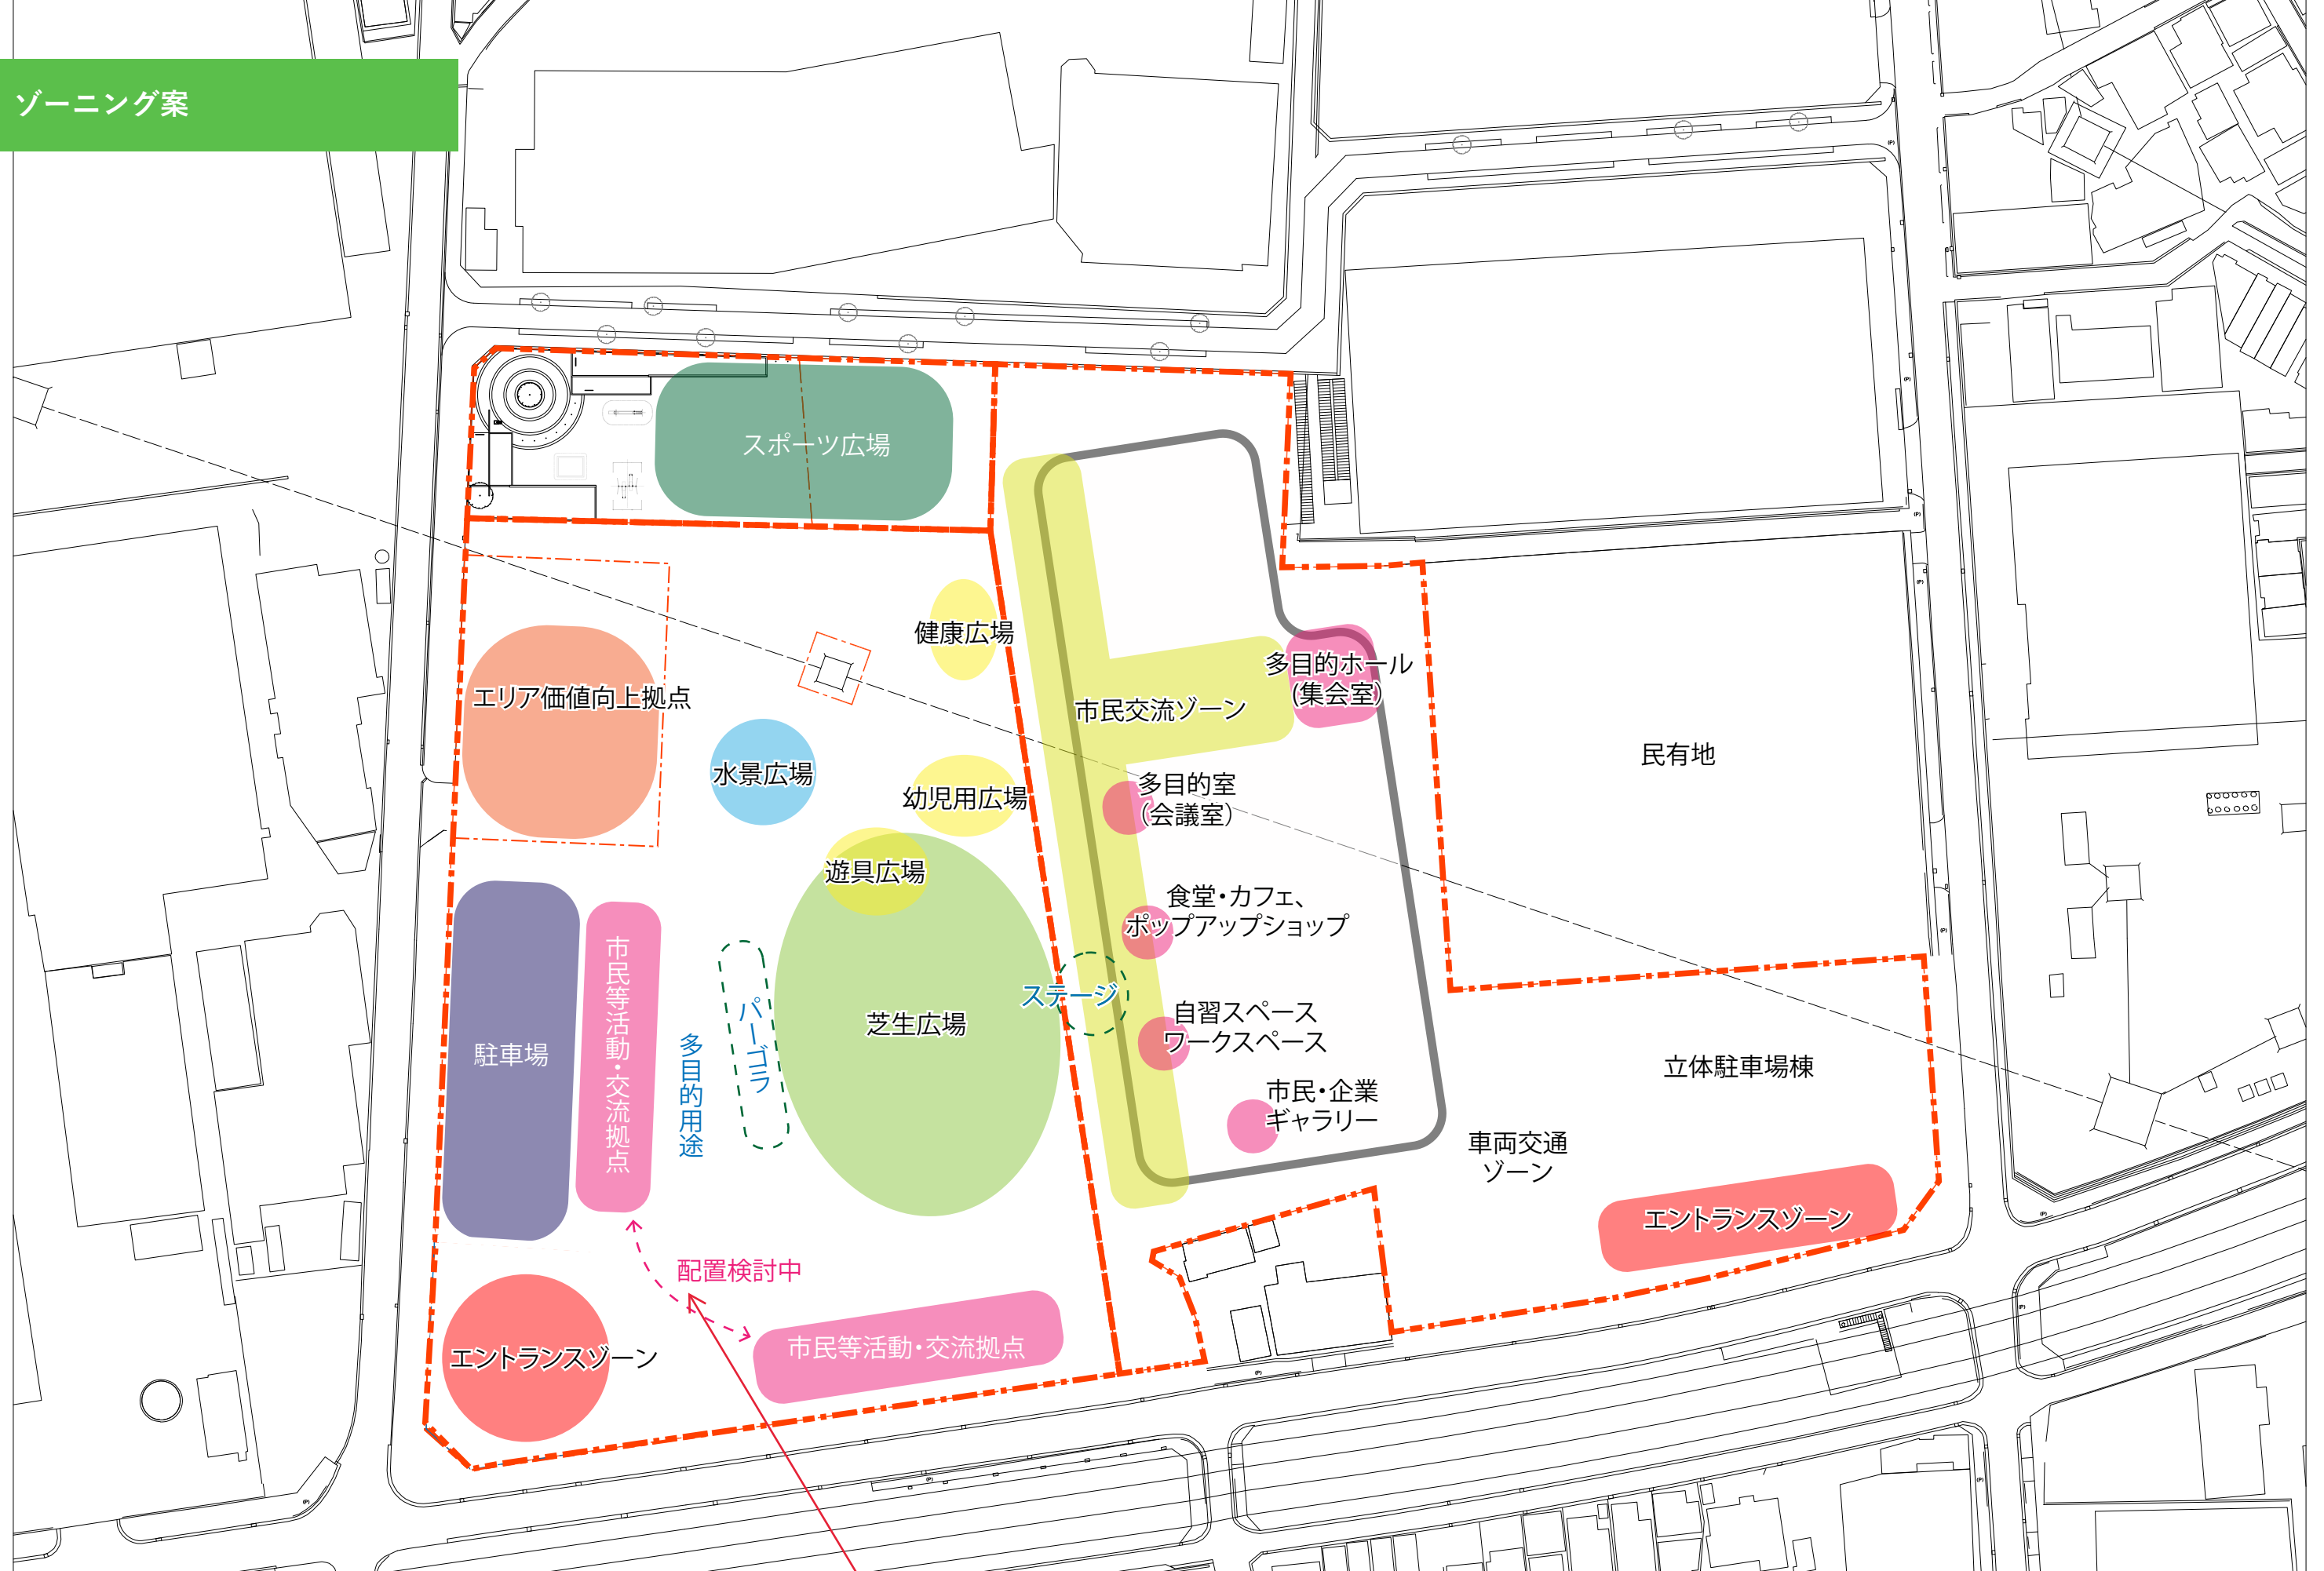 ゾーニング案
スポーツ広場
健康広場
エリア価値向上拠点
水景広場
幼児用広場
遊具広場
市民交流ゾーン
多目的ホール
(集会室)
民有地
多目的室
(会議室)
食堂・カフェ、
ポップアップショップ
ステージ
芝生広場
自習スペース
ワークスペース
市民・企業
ギャラリー
駐車場
市民等活動・交流拠点
多目的用途
パーゴラ
立体駐車場棟
車両交通
ゾーン
エントランスゾーン
配置検討中
市民等活動・交流拠点
エントランスゾーン